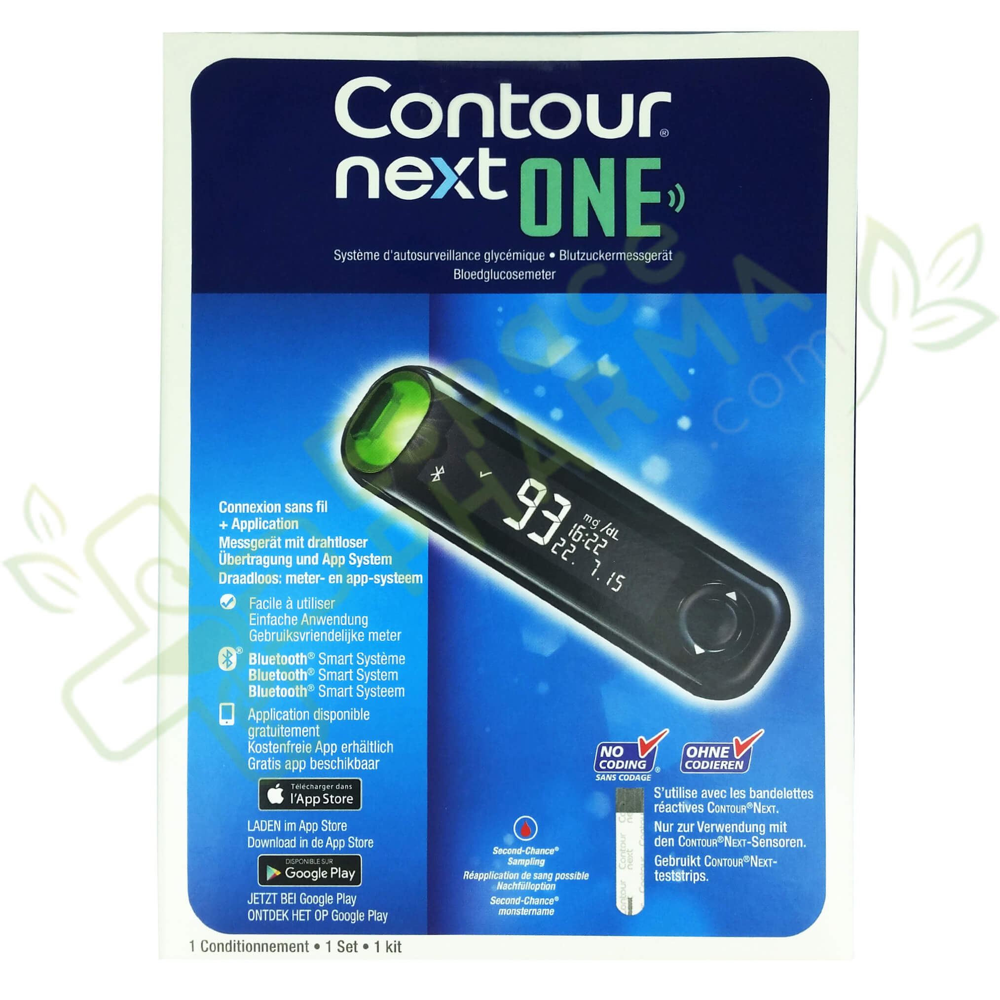 Contour®
next ONE
Système d'autosurveillance glycémique • Blutzuckermessgerät
Bloedglucosemeter
93
mg/dL
16:22
22. 7.15
Connexion sans fil
+ Application
Messgerät mit drahtloser
Übertragung und App System
Draadloos: meter- en app-systeem
Facile à utiliser
Einfache Anwendung
Gebruiksvriendelijke meter
®
Bluetooth® Smart Système
Bluetooth® Smart System
Bluetooth® Smart Systeem
Application disponible
gratuitement
Kostenfreie App erhältlich
Gratis app beschikbaar
Télécharger dans
l'App Store
LADEN im App Store
Download in de App Store
DISPONIBLE SUR
Google Play
JETZT BEI Google Play
ONTDEK HET OP Google Play
Second-Chance®
Sampling
Réapplication de sang possible
Nachfülloption
Second-Chance®
monstername
NO
CODING®
SANS CODAGE
OHNE
CODIEREN
S'utilise avec les bandelettes
réactives CONTOUR®NEXT.
Nur zur Verwendung mit
den CONTOUR®NEXT-Sensoren.
Gebruikt CONTOUR®NEXT-
teststrips.
Contour
next
1 Conditionnement • 1 Set • 1 kit
espace
PHARMA
.com